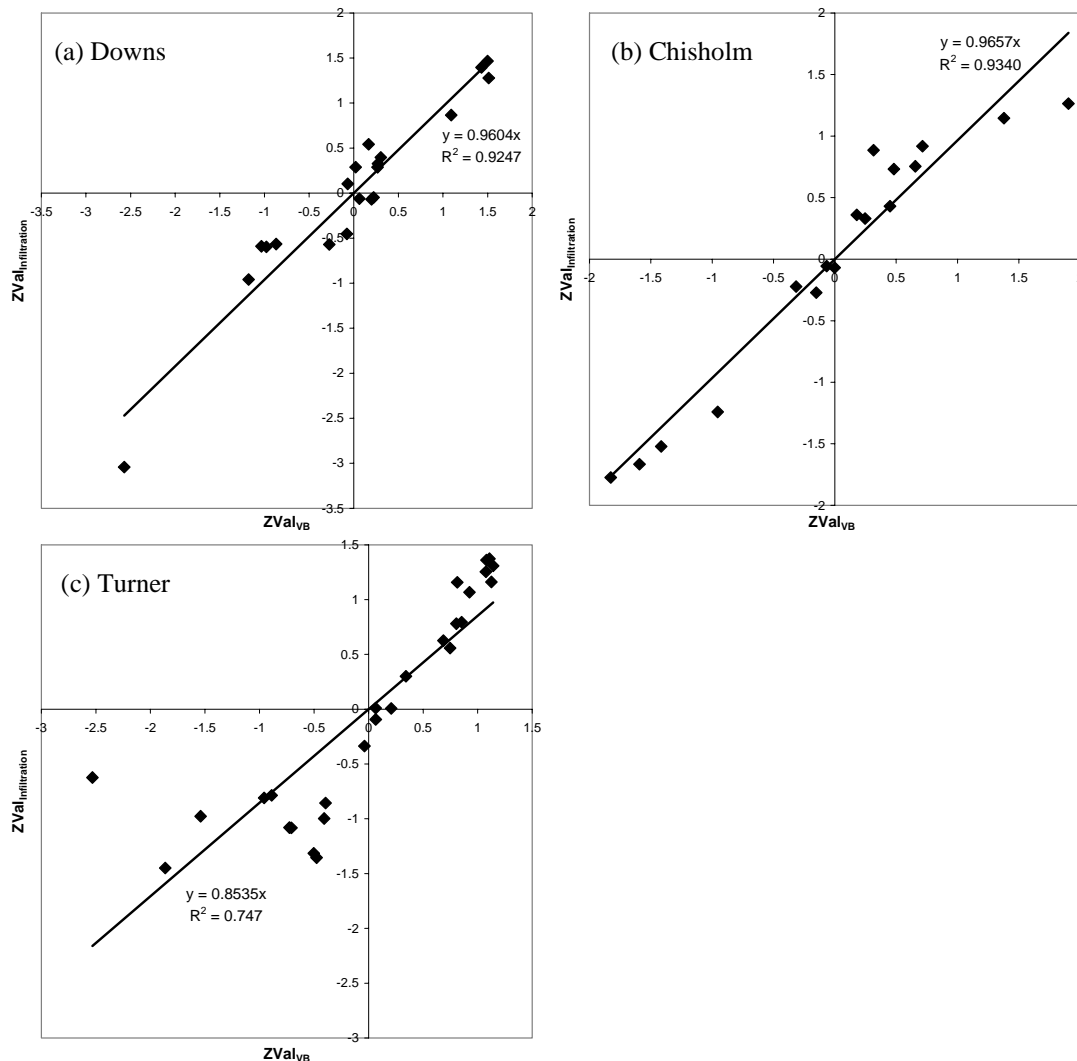 (a) Downs
2
1.5
1
0.5
0
-0.5
-1
-1.5
-2
-2.5
-3
-3.5
-3.5 -3 -2.5 -2 -1.5 -1 -0.5 0 0.5 1 1.5 2
y = 0.9604x
R² = 0.9247
ZVal_Infiltration
ZVal_VB
(b) Chisholm
2
1.5
1
0.5
0
-0.5
-1
-1.5
-2
-2 -1.5 -1 -0.5 0 0.5 1 1.5
y = 0.9657x
R² = 0.9340
ZVal_Infiltration
ZVal_VB
(c) Turner
1.5
1
0.5
0
-0.5
-1
-1.5
-2
-2.5
-3
-3 -2.5 -2 -1.5 -1 -0.5 0 0.5 1 1.5
y = 0.8535x
R² = 0.747
ZVal_Infiltration
ZVal_VB